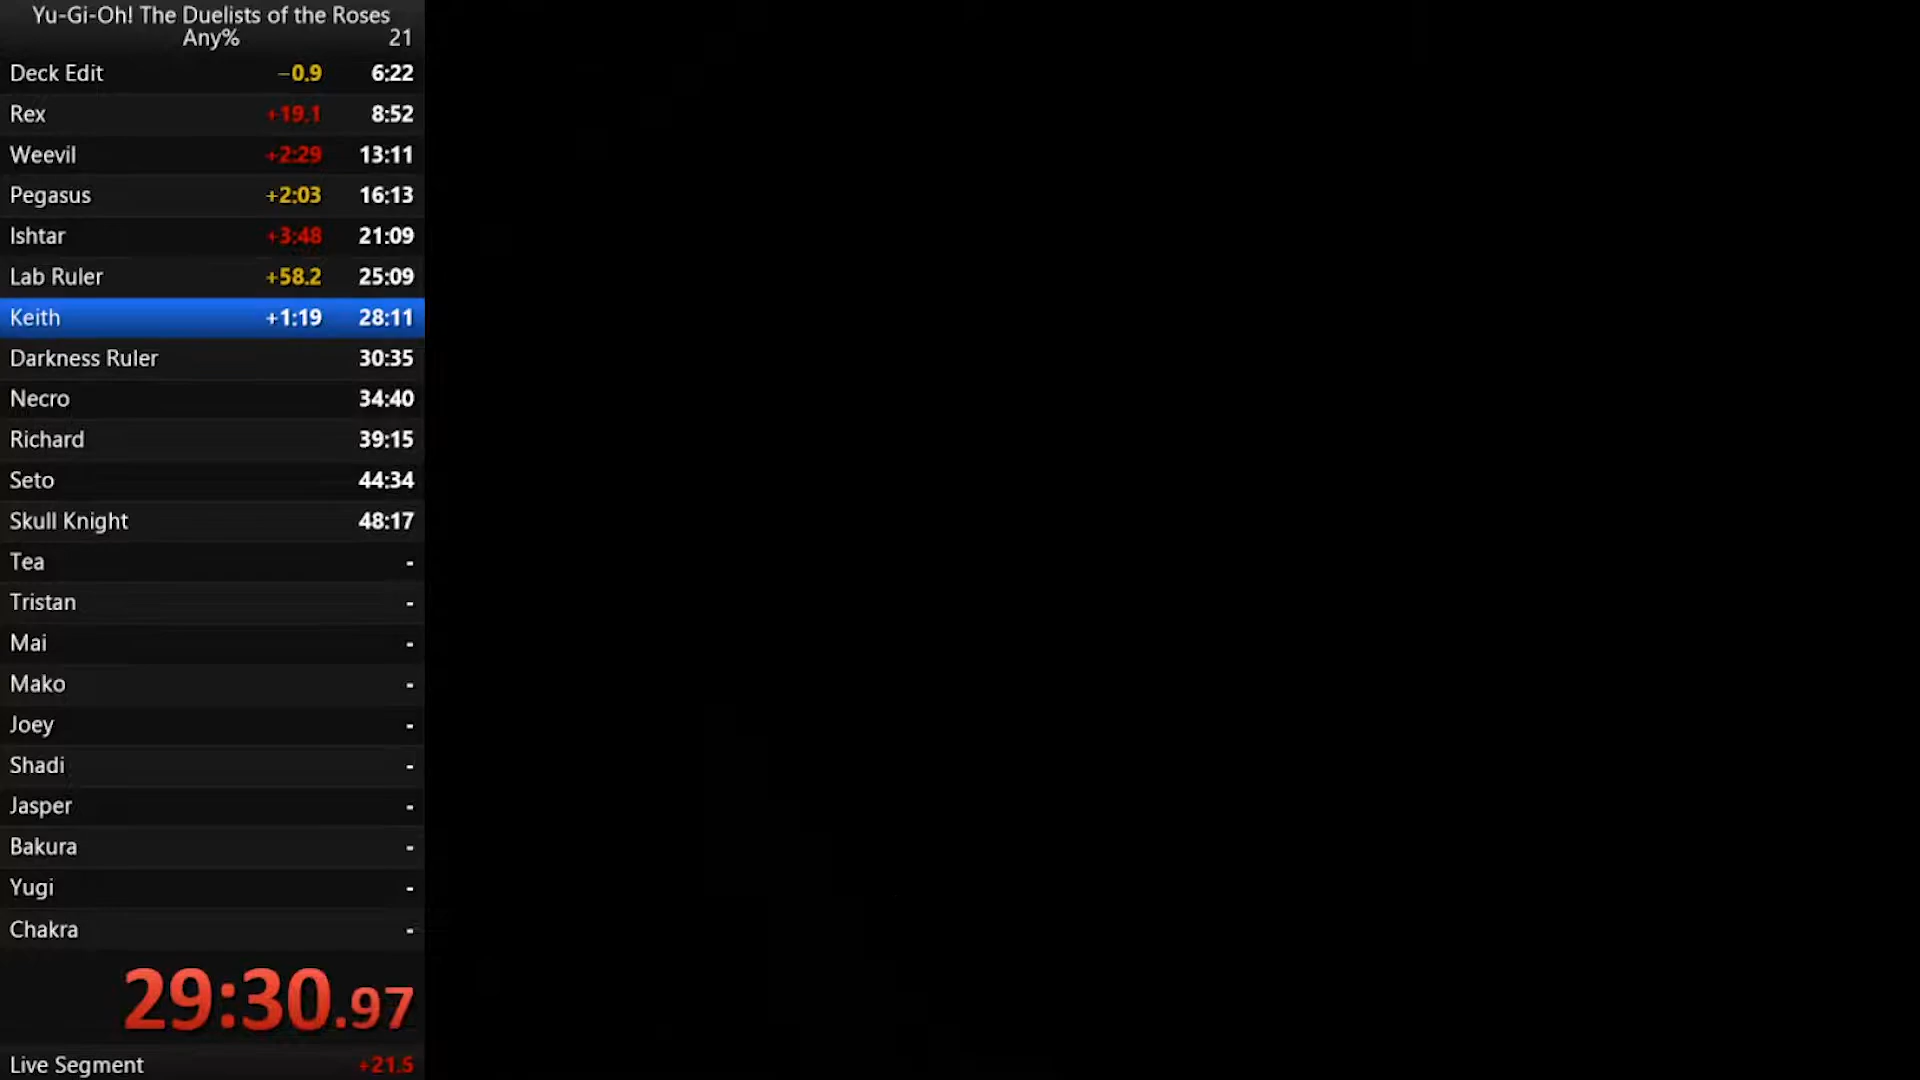 Yu-Gi-Oh! The Duelists of the Roses
Any% 21
Deck Edit −0.9 6:22
Rex +19.1 8:52
Weevil +2:29 13:11
Pegasus +2:03 16:13
Ishtar +3:48 21:09
Lab Ruler +58.2 25:09
Keith +1:19 28:11
Darkness Ruler 30:35
Necro 34:40
Richard 39:15
Seto 44:34
Skull Knight 48:17
Tea -
Tristan -
Mai -
Mako -
Joey -
Shadi -
Jasper -
Bakura -
Yugi -
Chakra -
29:30.97
Live Segment +21.5